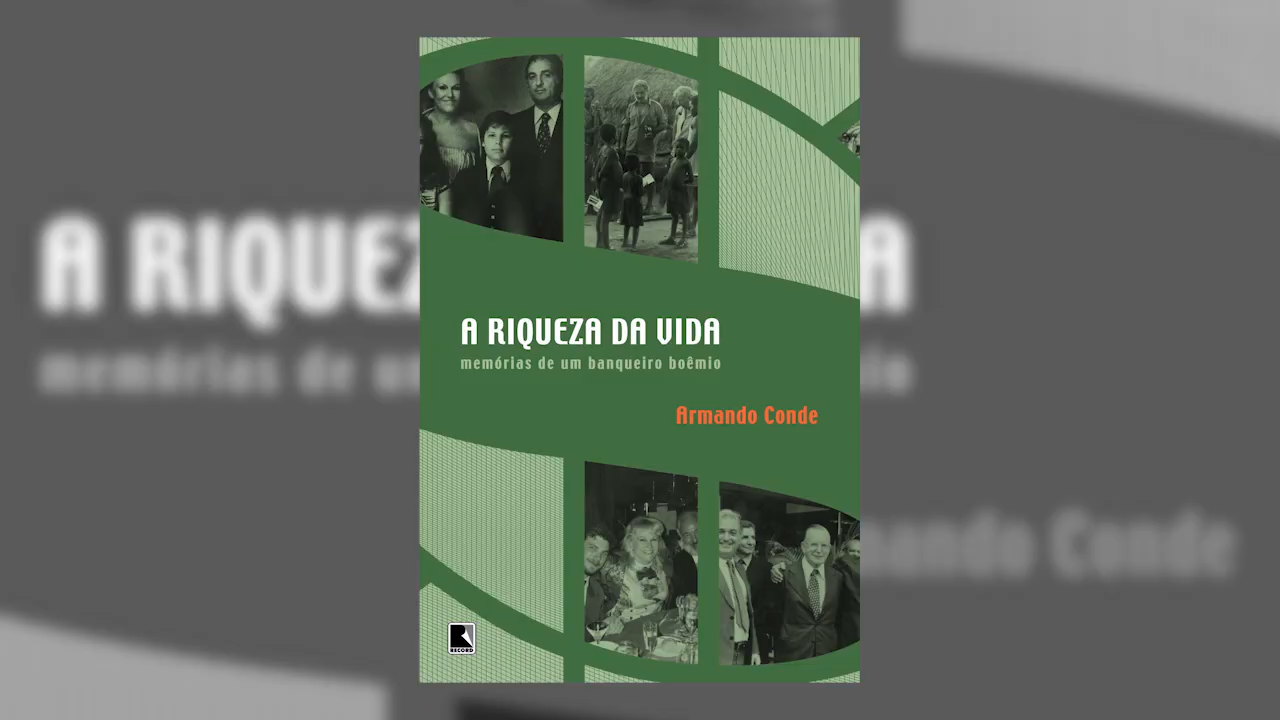 A RIQUEZA DA VIDA
memórias de um banqueiro boêmio
Armando Conde
RECORD